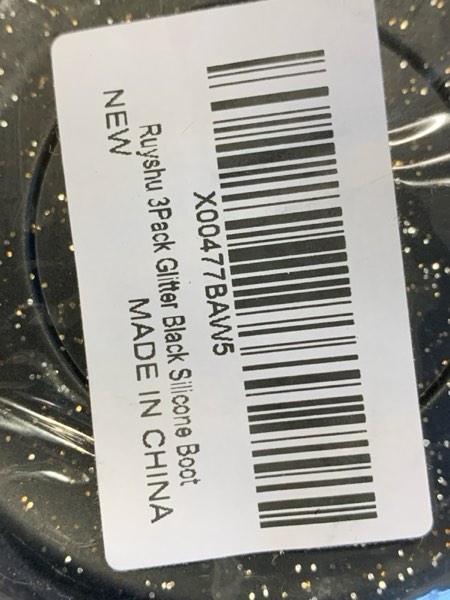 X00477BAW5
Ruyshu 3Pack Glitter Black Silicone Boot
NEW
MADE IN CHINA